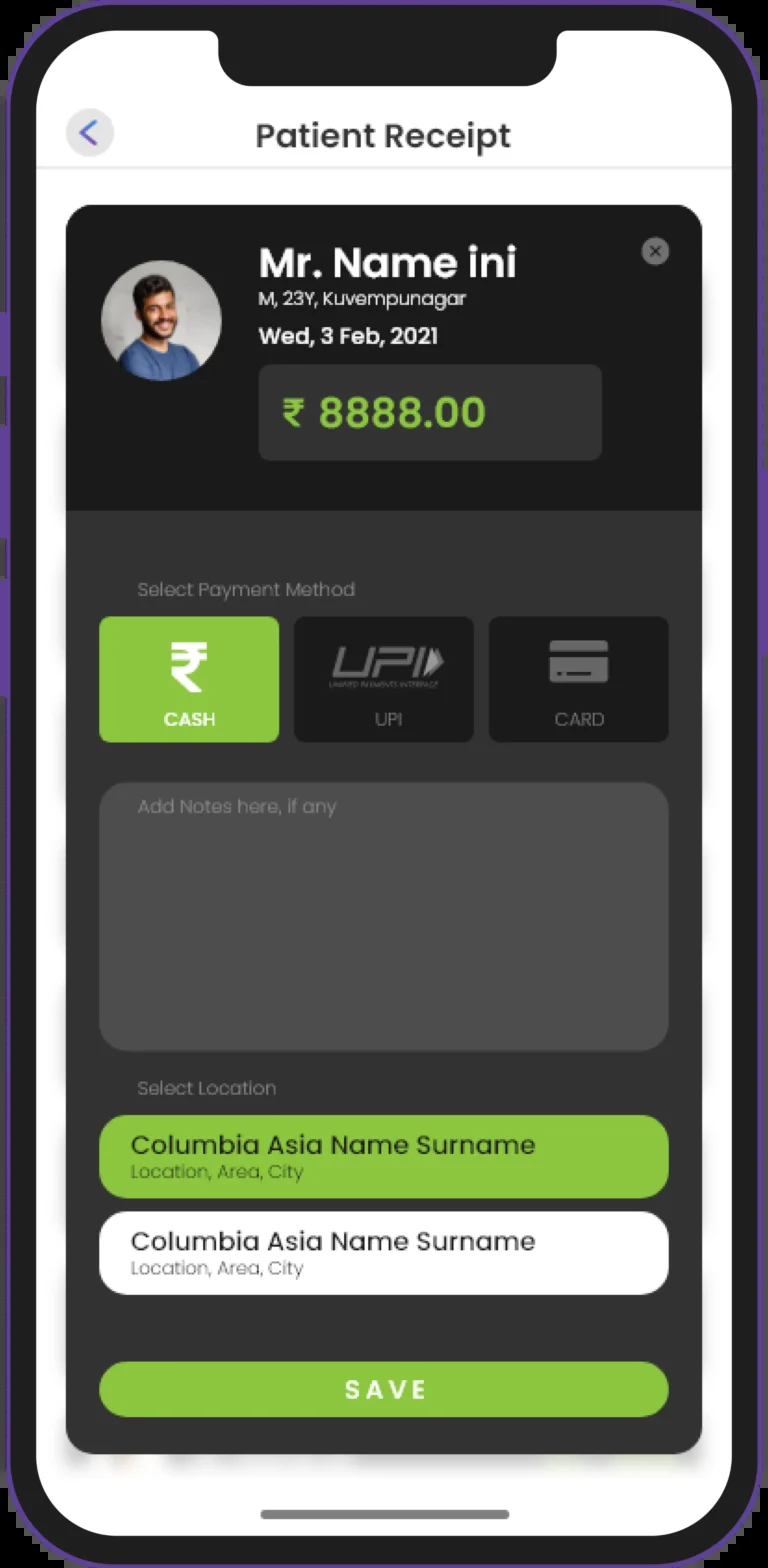 Patient Receipt
Mr. Name ini
M, 23Y, Kuvempunagar
Wed, 3 Feb, 2021
₹ 8888.00
Select Payment Method
₹
UPI
UNIFIED PAYMENTS INTERFACE
CASH
UPI
CARD
Add Notes here, if any
Select Location
Columbia Asia Name Surname
Location, Area, City
Columbia Asia Name Surname
Location, Area, City
SAVE